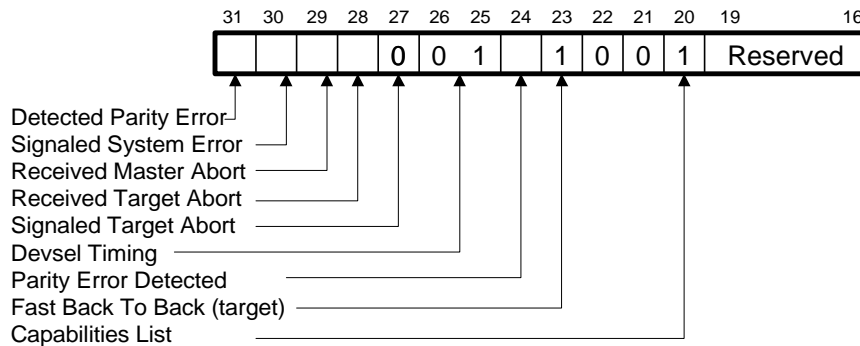 31 30 29 28 27 26 25 24 23 22 21 20 19 16
0 0 1 1 0 0 1 Reserved
Detected Parity Error
Signaled System Error
Received Master Abort
Received Target Abort
Signaled Target Abort
Devsel Timing
Parity Error Detected
Fast Back To Back (target)
Capabilities List